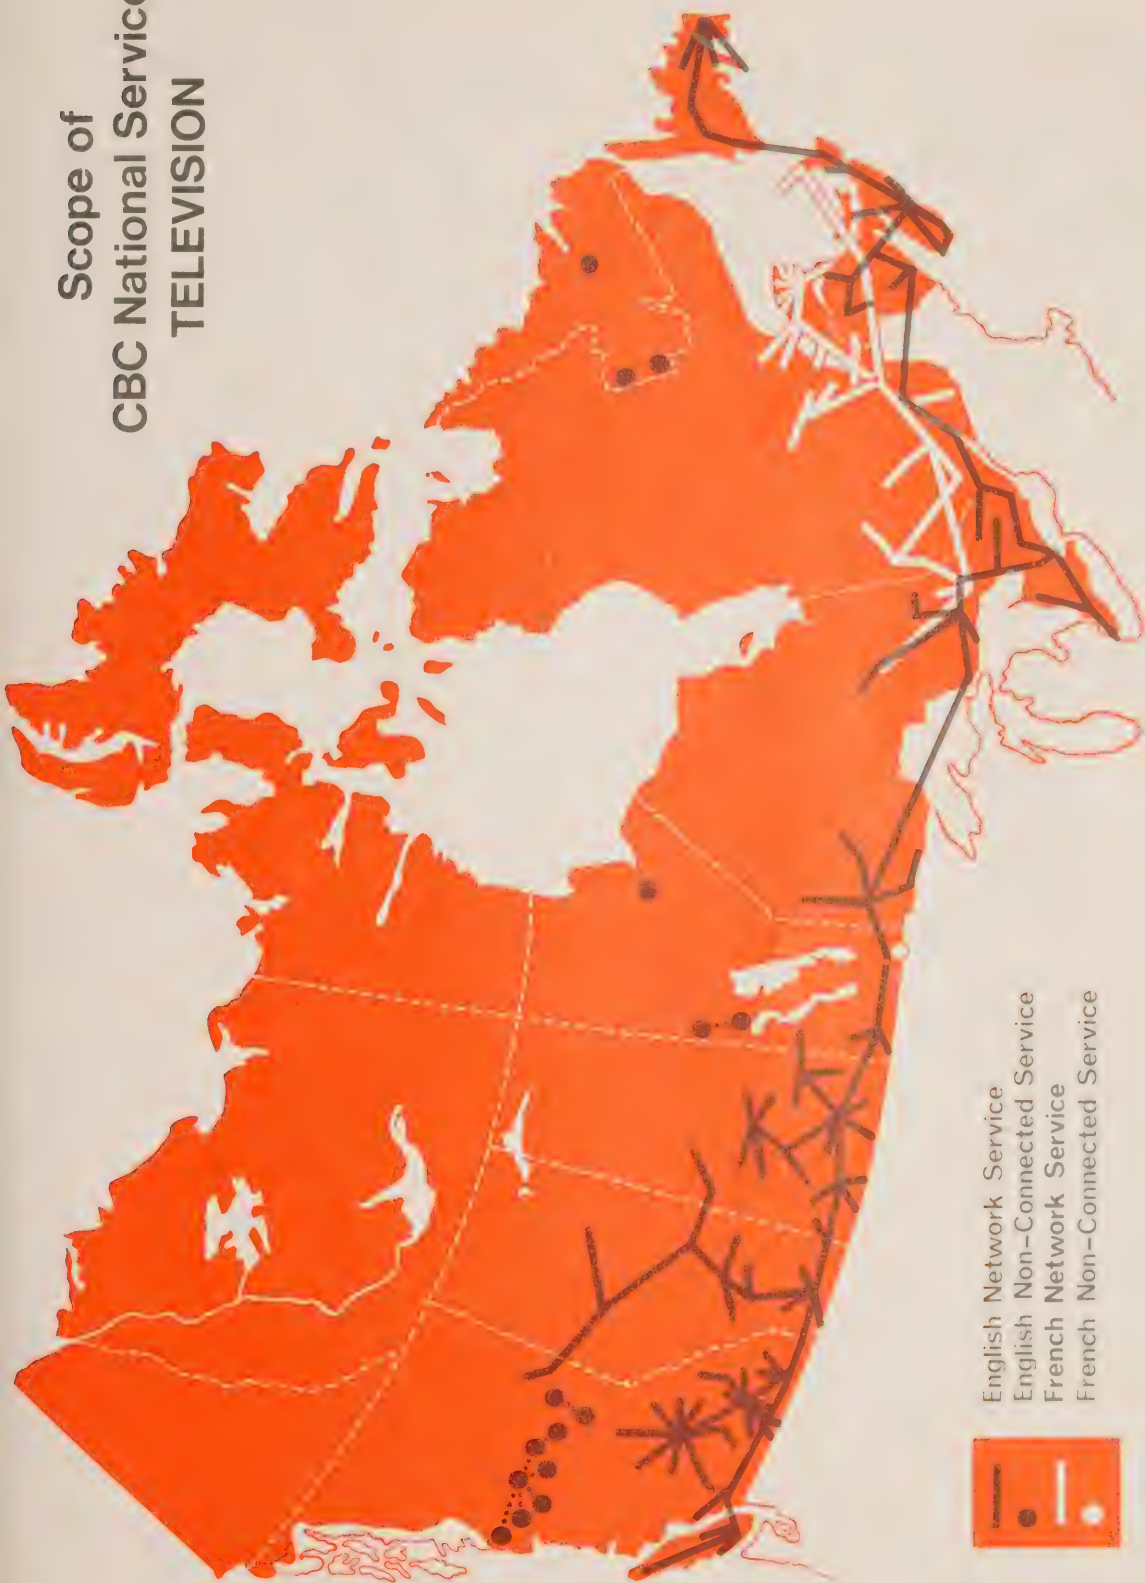 Scope of
CBC National Service
TELEVISION
English Network Service
English Non-Connected Service
French Network Service
French Non-Connected Service